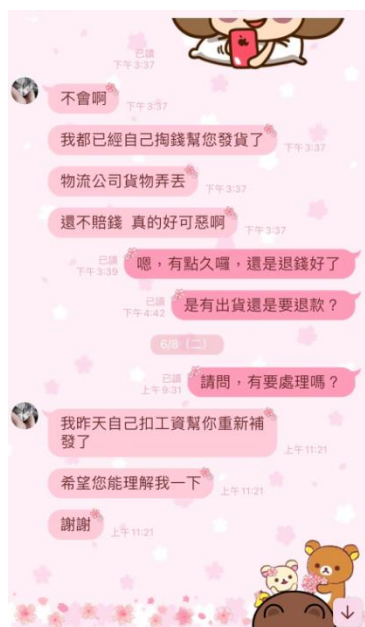 已讀
下午 3:37
不會啊
下午 3:37
我都已經自己掏錢幫您發貨了
下午 3:37
物流公司貨物弄丟
下午 3:37
還不賠錢 真的好可惡啊
下午 3:37
已讀
下午 3:39
嗯,有點久囉,還是退錢好了
已讀
下午 4:42
是有出貨還是要退款?
6/8(二)
已讀
上午 9:31
請問,有要處理嗎?
我昨天自己扣工資幫你重新補
發了
上午 11:21
希望您能理解我一下
上午 11:21
謝謝
上午 11:21